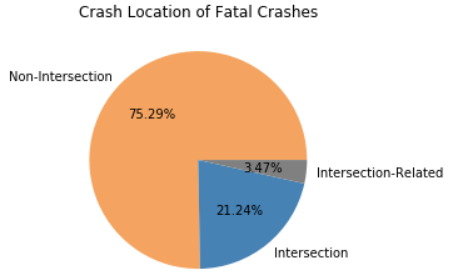 Crash Location of Fatal Crashes
Non-Intersection
75.29%
3.47%
Intersection-Related
21.24%
Intersection